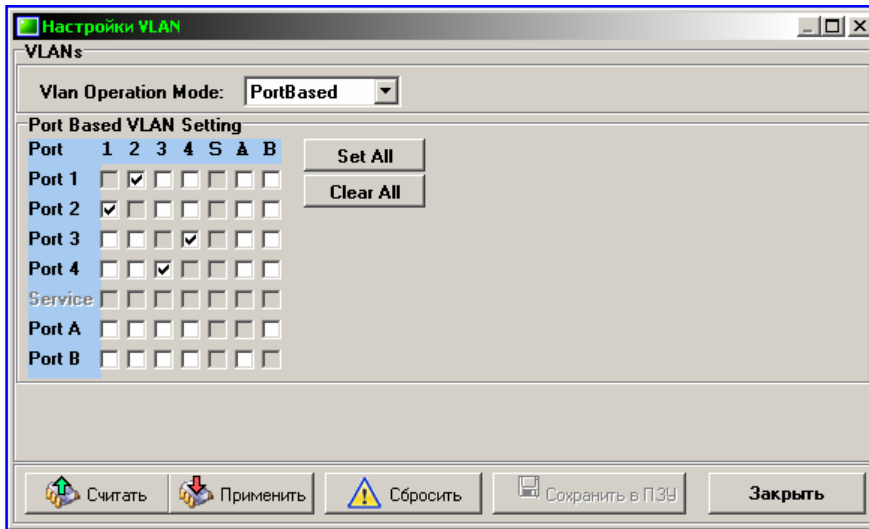 Настройки VLAN
VLANs
Vlan Operation Mode: PortBased
Port Based VLAN Setting
Port 1 2 3 4 S A B
Set All
Port 1
Clear All
Port 2
Port 3
Port 4
Service
Port A
Port B
Считать Применить Сбросить Сохранить в ПЗУ Закрыть